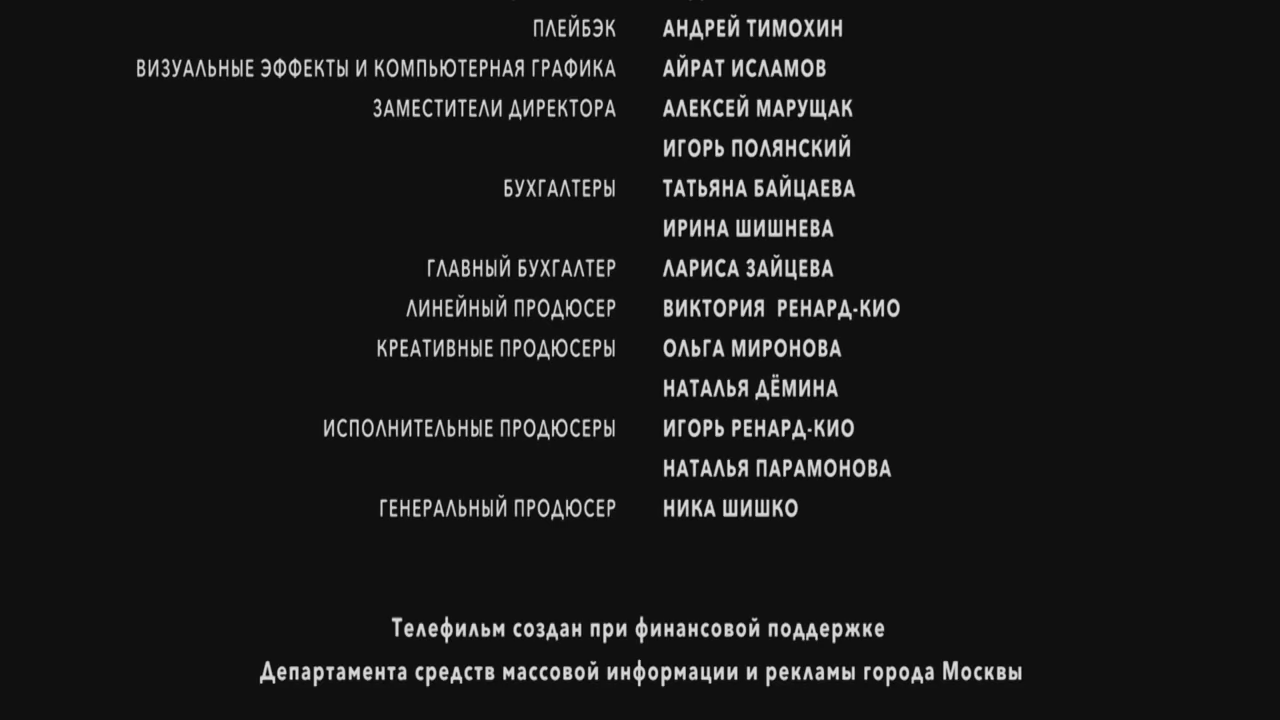 ПЛЕЙБЭК АНДРЕЙ ТИМОХИН
ВИЗУАЛЬНЫЕ ЭФФЕКТЫ И КОМПЬЮТЕРНАЯ ГРАФИКА АЙРАТ ИСЛАМОВ
ЗАМЕСТИТЕЛИ ДИРЕКТОРА АЛЕКСЕЙ МАРУЩАК
ИГОРЬ ПОЛЯНСКИЙ
БУХГАЛТЕРЫ ТАТЬЯНА БАЙЦАЕВА
ИРИНА ШИШНЕВА
ГЛАВНЫЙ БУХГАЛТЕР ЛАРИСА ЗАЙЦЕВА
ЛИНЕЙНЫЙ ПРОДЮСЕР ВИКТОРИЯ РЕНАРД-КИО
КРЕАТИВНЫЕ ПРОДЮСЕРЫ ОЛЬГА МИРОНОВА
НАТАЛЬЯ ДЁМИНА
ИСПОЛНИТЕЛЬНЫЕ ПРОДЮСЕРЫ ИГОРЬ РЕНАРД-КИО
НАТАЛЬЯ ПАРАМОНОВА
ГЕНЕРАЛЬНЫЙ ПРОДЮСЕР НИКА ШИШКО
Телефильм создан при финансовой поддержке
Департамента средств массовой информации и рекламы города Москвы